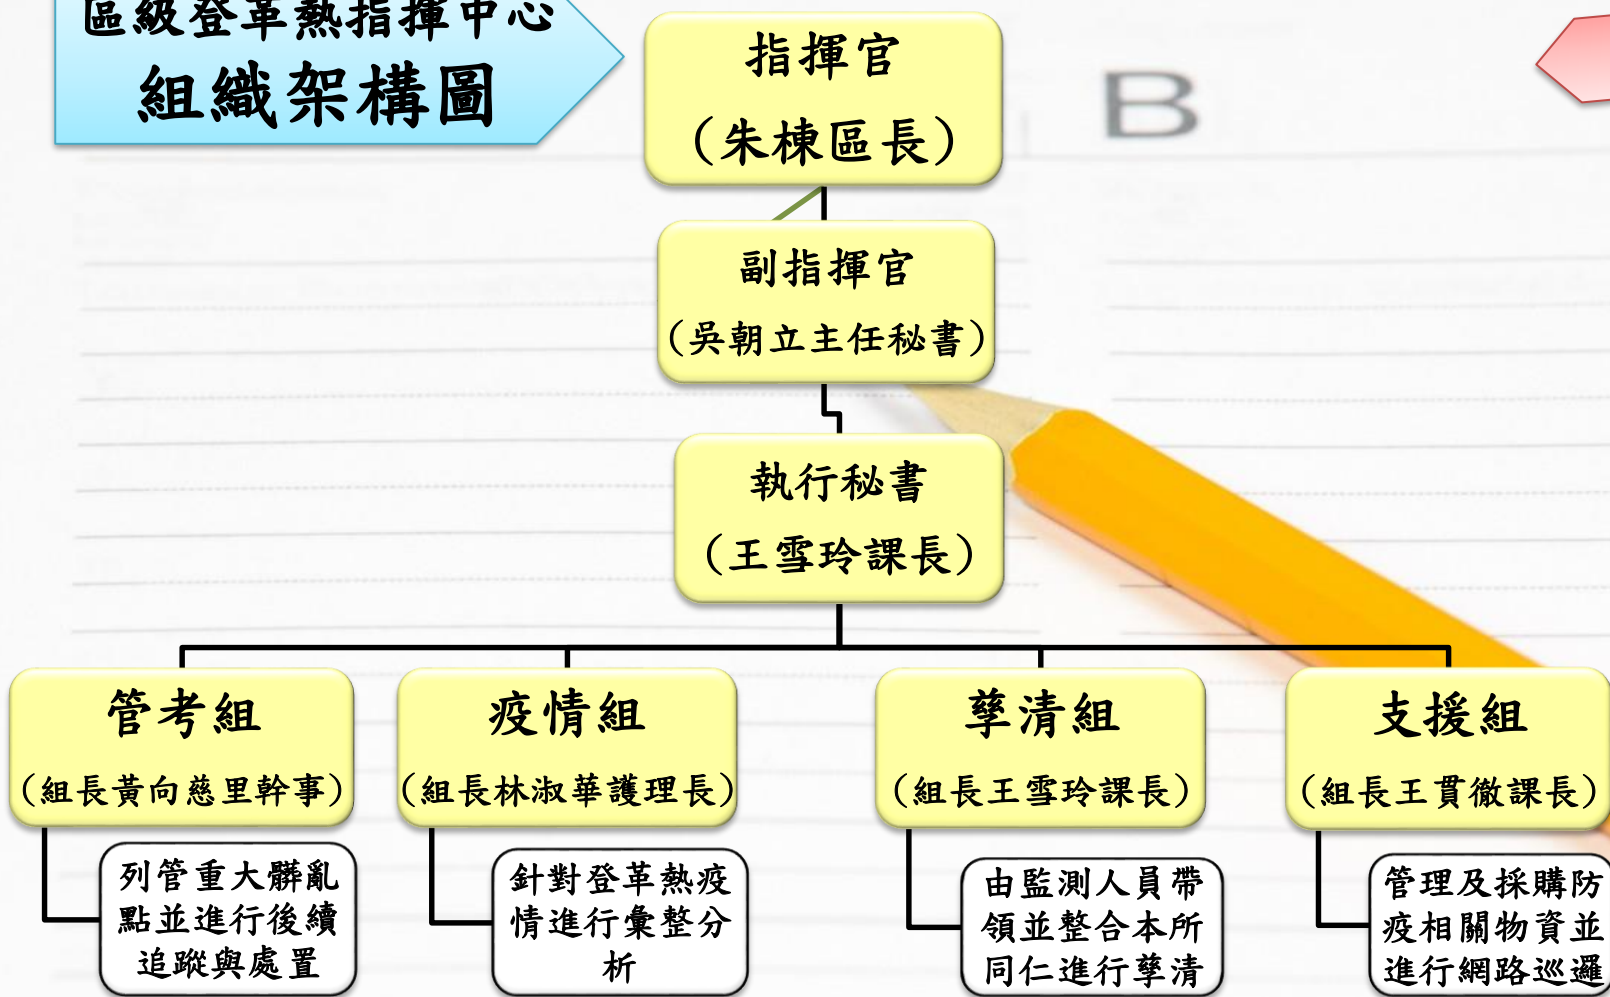 區級登革熱指揮中心
組織架構圖
B
指揮官
(朱棟區長)
副指揮官
(吳朝立主任秘書)
執行秘書
(王雪玲課長)
管考組
(組長黃向慈里幹事)
疫情組
(組長林淑華護理長)
孳清組
(組長王雪玲課長)
支援組
(組長王貫徹課長)
列管重大髒亂
點並進行後續
追蹤與處置
針對登革熱疫
情進行彙整分
析
由監測人員帶
領並整合本所
同仁進行孳清
管理及採購防
疫相關物資並
進行網路巡邏